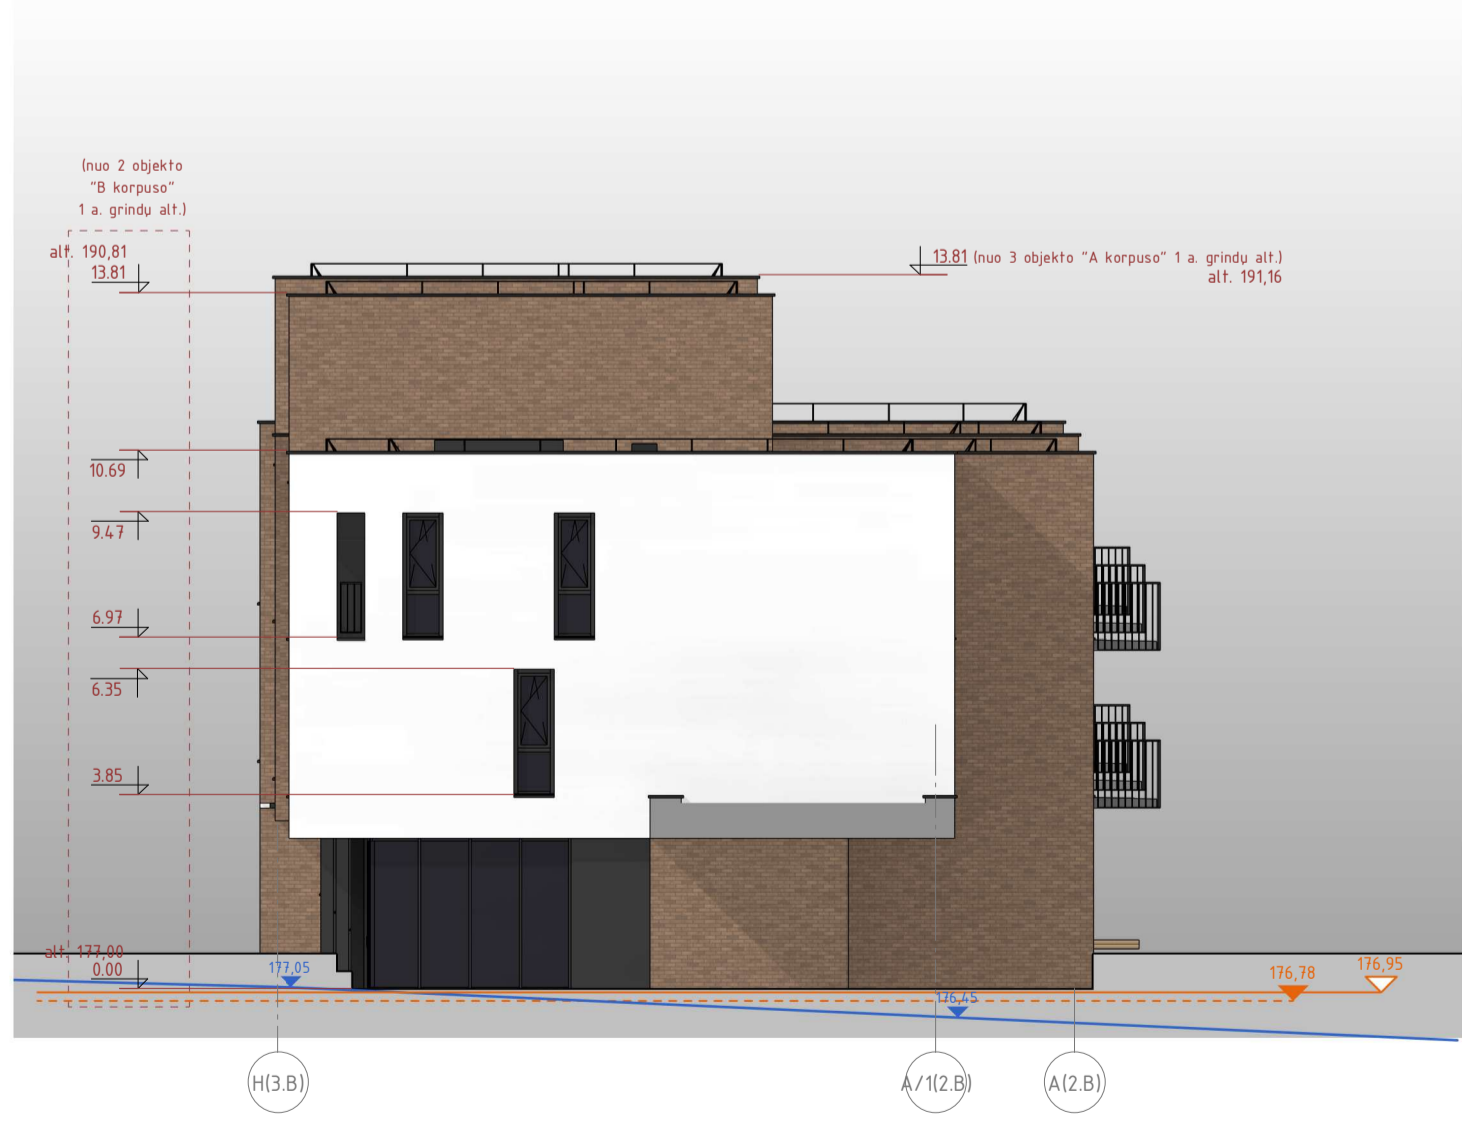 (nuo 2 objekto
"B korpuso"
1 a. grindų alt.)
alt. 190,81
13.81
13.81 (nuo 3 objekto "A korpuso" 1 a. grindų alt.)
alt. 191,16
10.69
9.47
6.97
6.35
3.85
alt. 177,00
0.00
177,05
176,45
176,78
176,95
H(3.B)
A/1(2.B)
A(2.B)